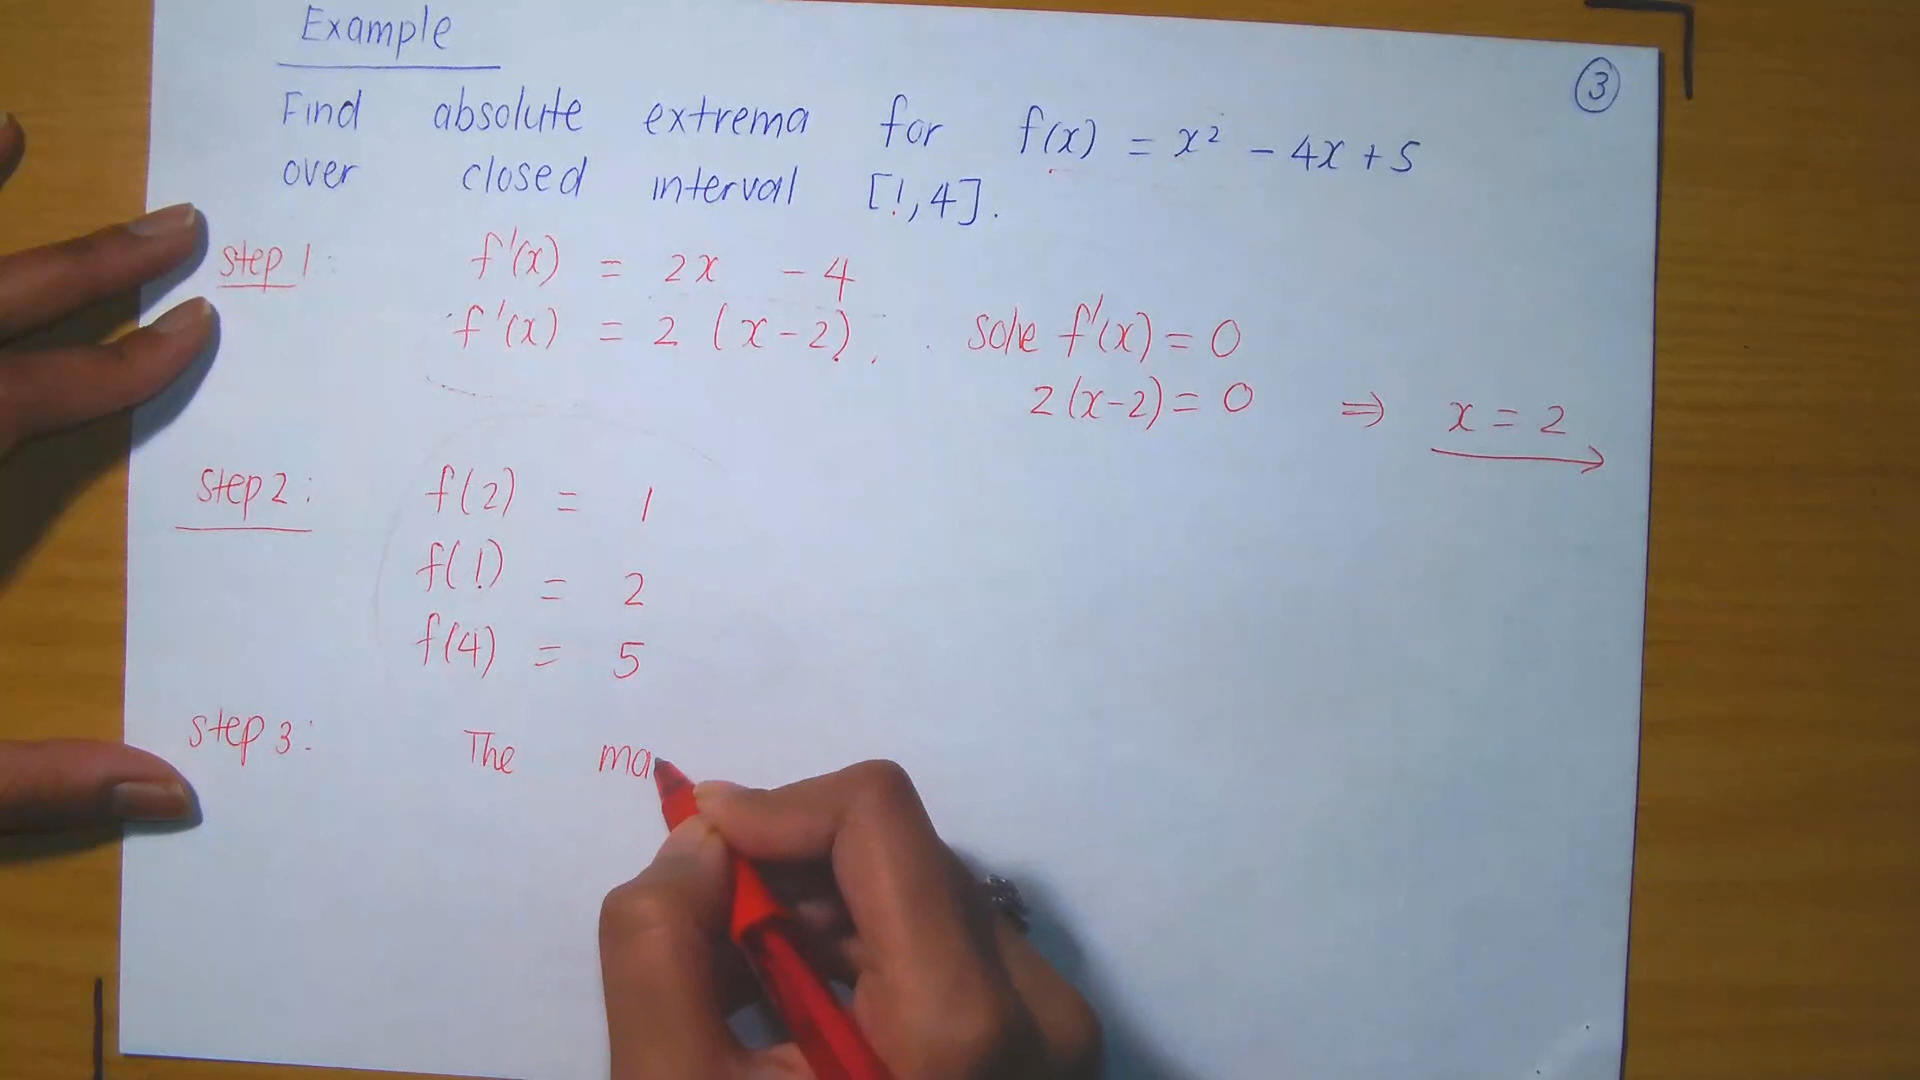 Example
③
Find absolute extrema for f(x) = x² - 4x + 5
over closed interval [1, 4].
Step 1: f'(x) = 2x - 4
f'(x) = 2 (x - 2), solve f'(x) = 0
2(x-2) = 0 ⇒ x = 2
Step 2: f(2) = 1
f(1) = 2
f(4) = 5
Step 3: The ma